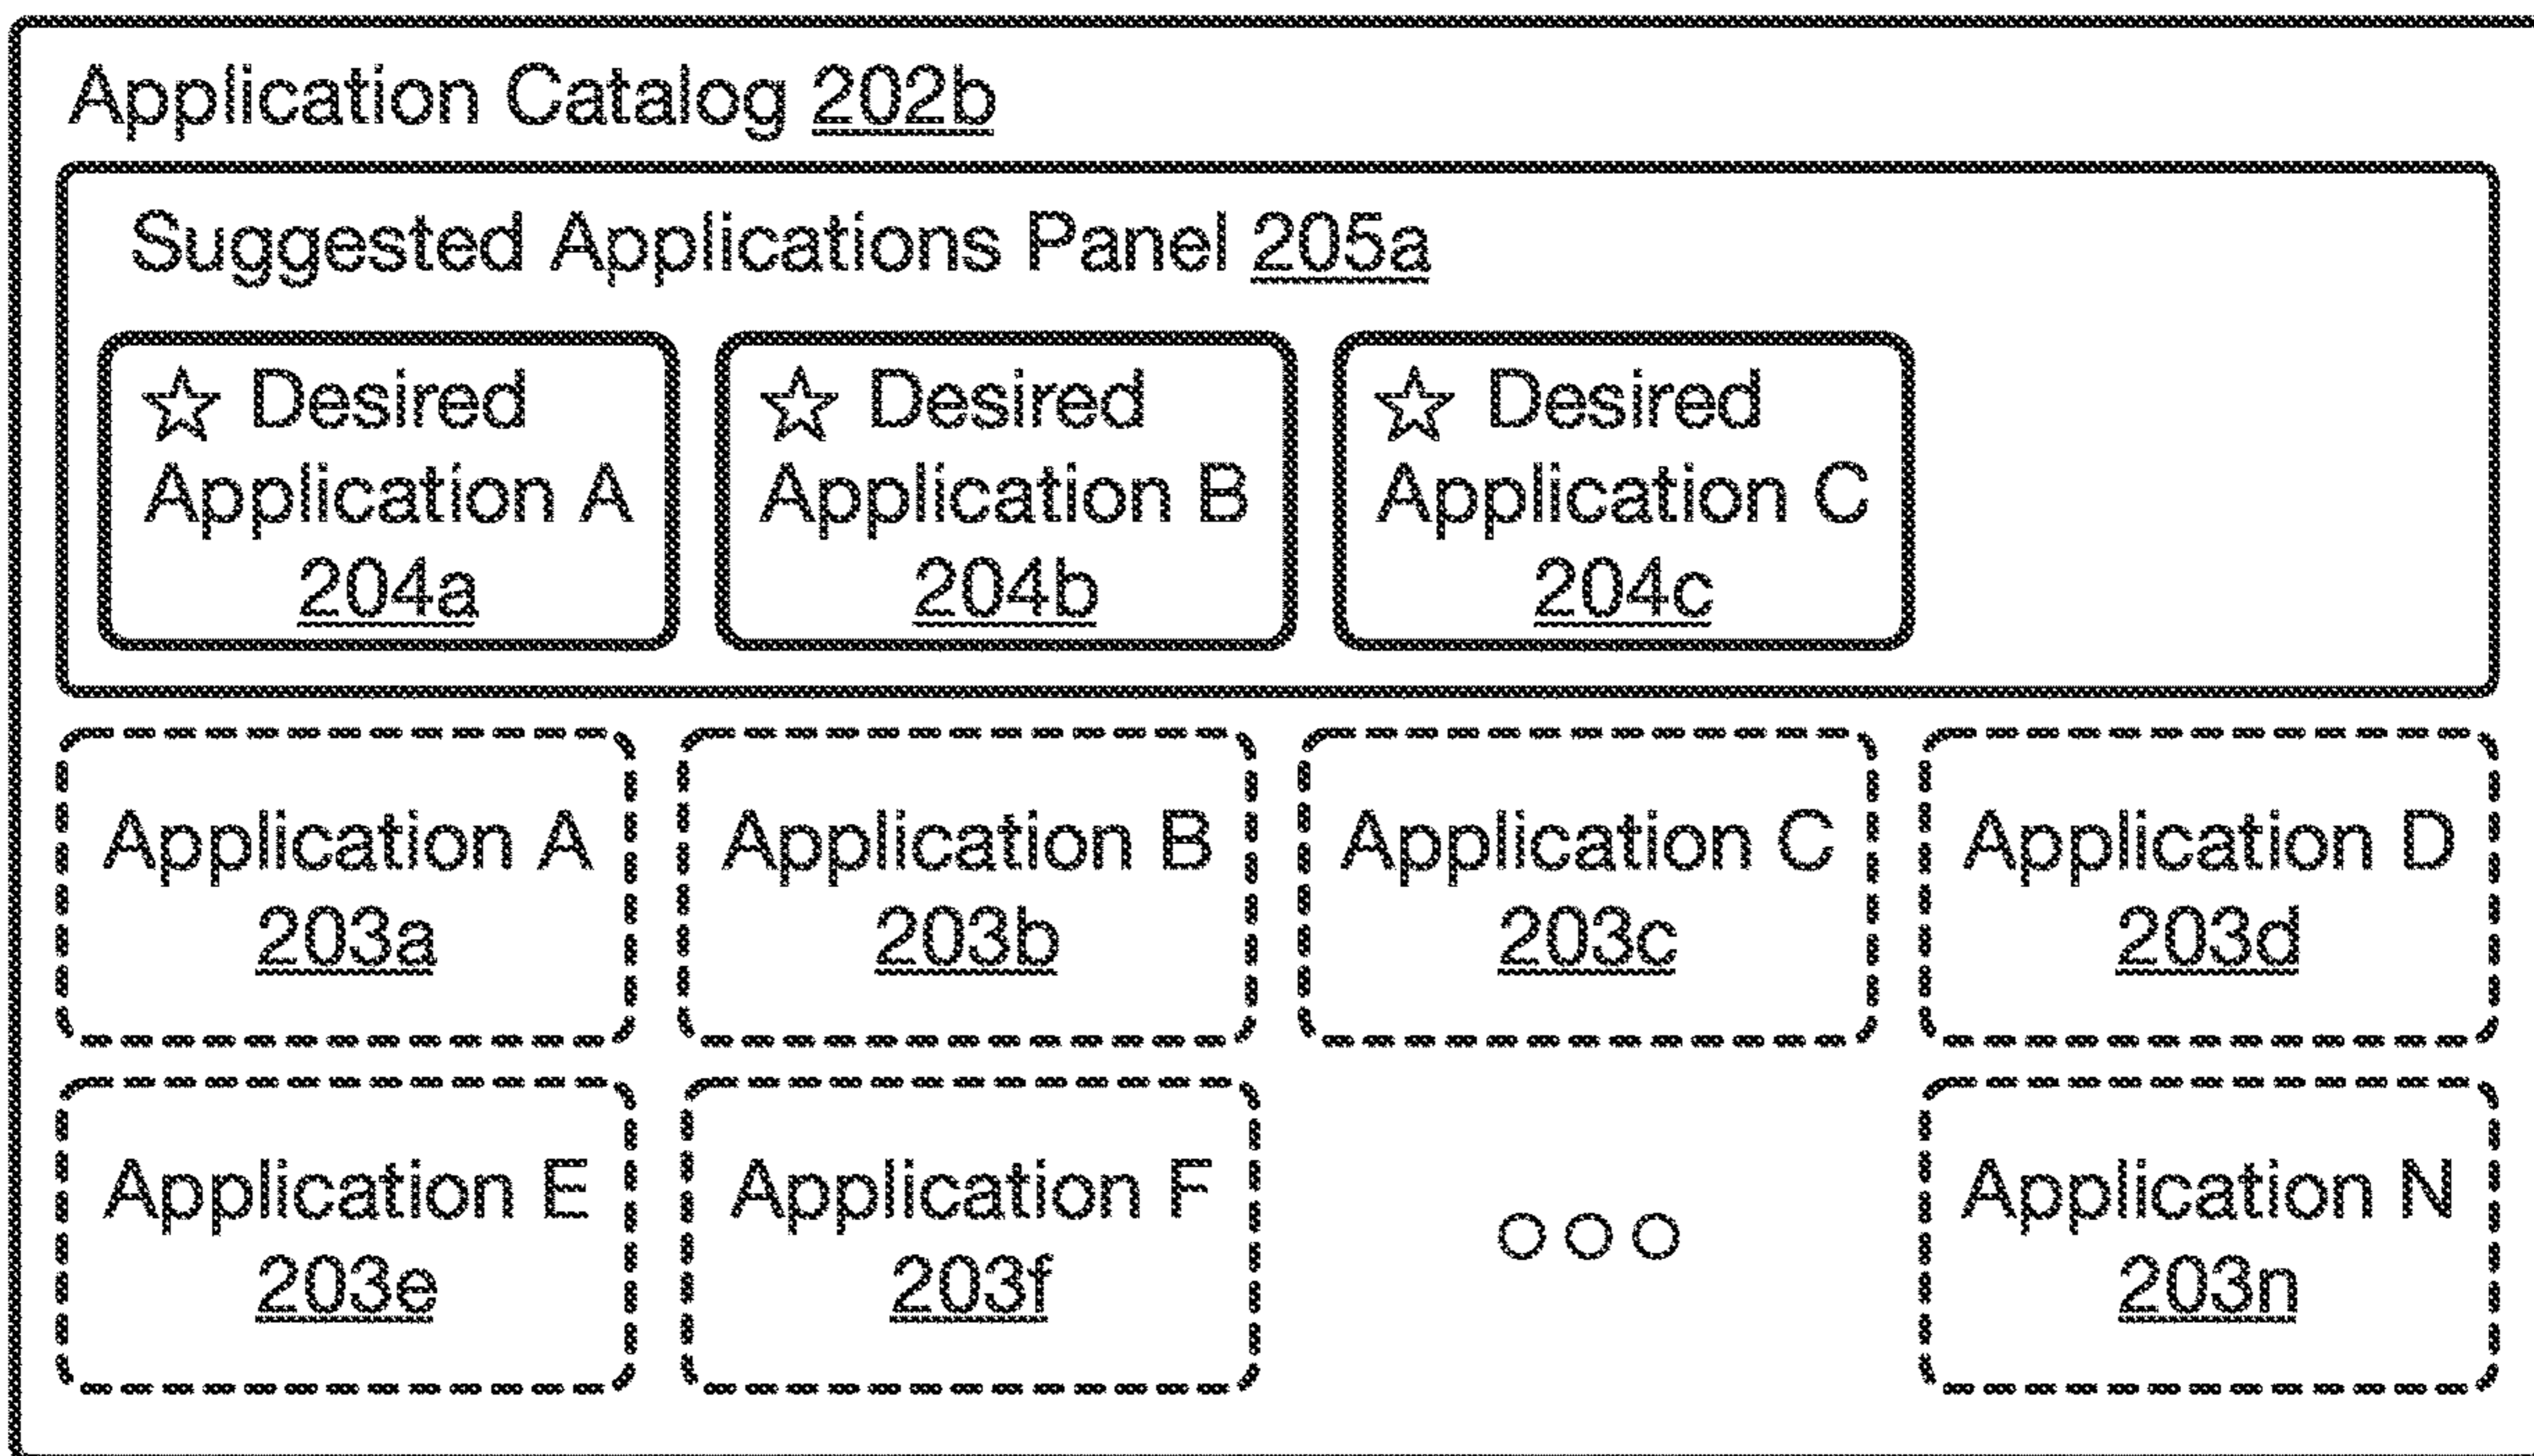 Application Catalog 202b
Suggested Applications Panel 205a
☆ Desired
Application A
204a
☆ Desired
Application B
204b
☆ Desired
Application C
204c
Application A
203a
Application B
203b
Application C
203c
Application D
203d
Application E
203e
Application F
203f
Application N
203n